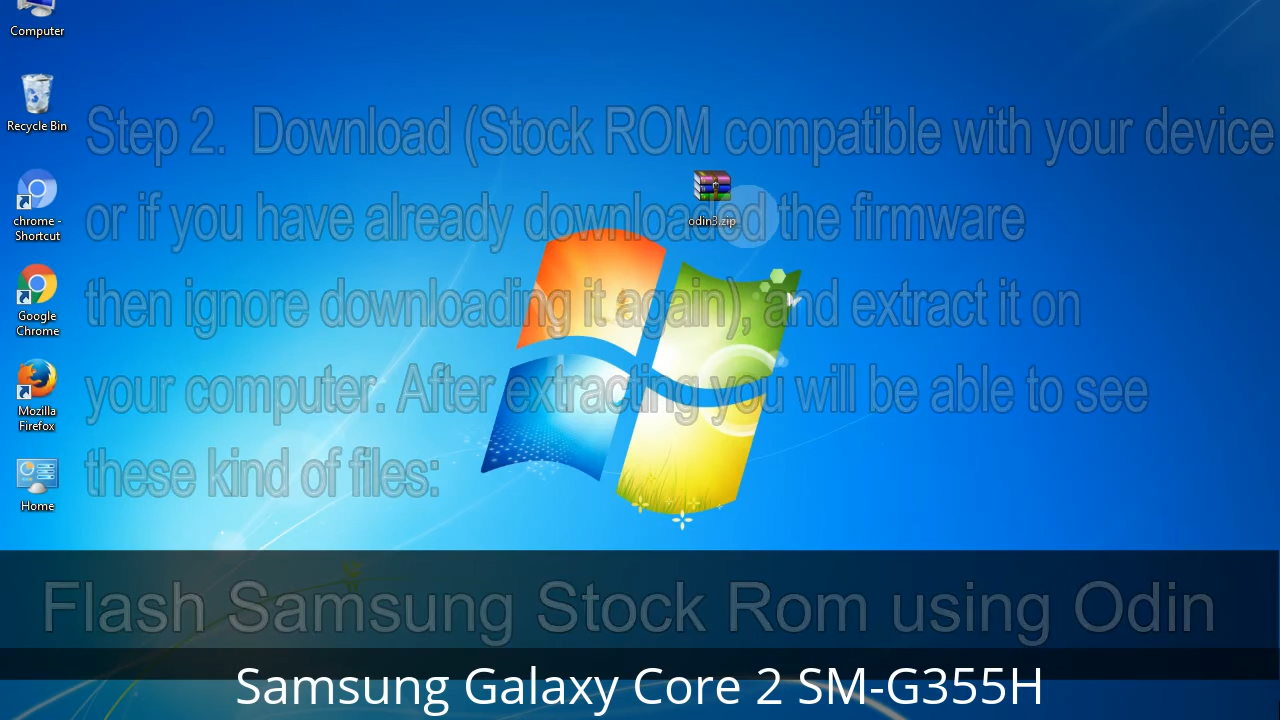 Computer
Recycle Bin
chrome -
Shortcut
Google
Chrome
Mozilla
Firefox
Home
odin3.zip
Step 2. Download (Stock ROM compatible with your device
or if you have already downloaded the firmware
then ignore downloading it again), and extract it on
your computer. After extracting you will be able to see
these kind of files:
Flash Samsung Stock Rom using Odin
Samsung Galaxy Core 2 SM-G355H